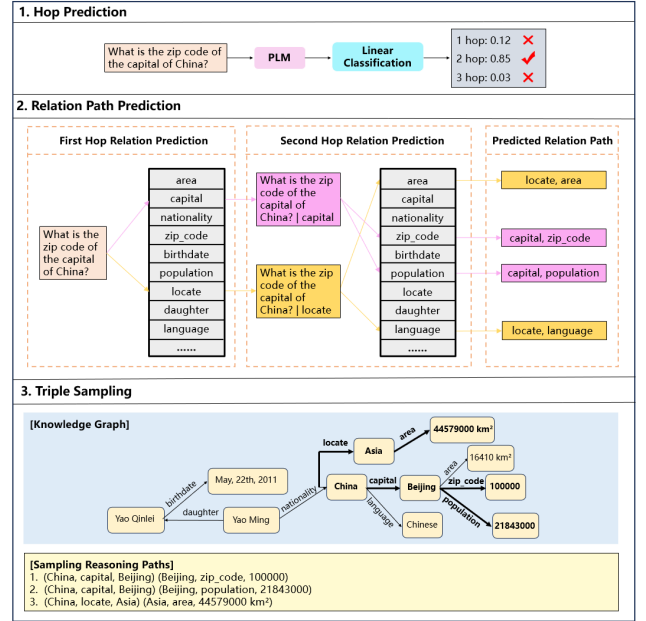 1. Hop Prediction
What is the zip code of
the capital of China?
PLM
Linear
Classification
1 hop: 0.12
2 hop: 0.85
3 hop: 0.03
2. Relation Path Prediction
First Hop Relation Prediction
What is the
zip code of
the capital
of China?
area
capital
nationality
zip_code
birthdate
population
locate
daughter
language
......
Second Hop Relation Prediction
What is the zip
code of the
capital of
China? | capital
What is the zip
code of the
capital of
China? | locate
area
capital
nationality
zip_code
birthdate
population
locate
daughter
language
......
Predicted Relation Path
locate, area
capital, zip_code
capital, population
locate, language
3. Triple Sampling
[Knowledge Graph]
locate
Asia
area
44579000 km²
May, 22th, 2011
birthdate
Yao Qinlei
daughter
Yao Ming
nationality
China
capital
Beijing
area
16410 km²
zip_code
100000
language
Chinese
population
21843000
[Sampling Reasoning Paths]
1. (China, capital, Beijing) (Beijing, zip_code, 100000)
2. (China, capital, Beijing) (Beijing, population, 21843000)
3. (China, locate, Asia) (Asia, area, 44579000 km²)